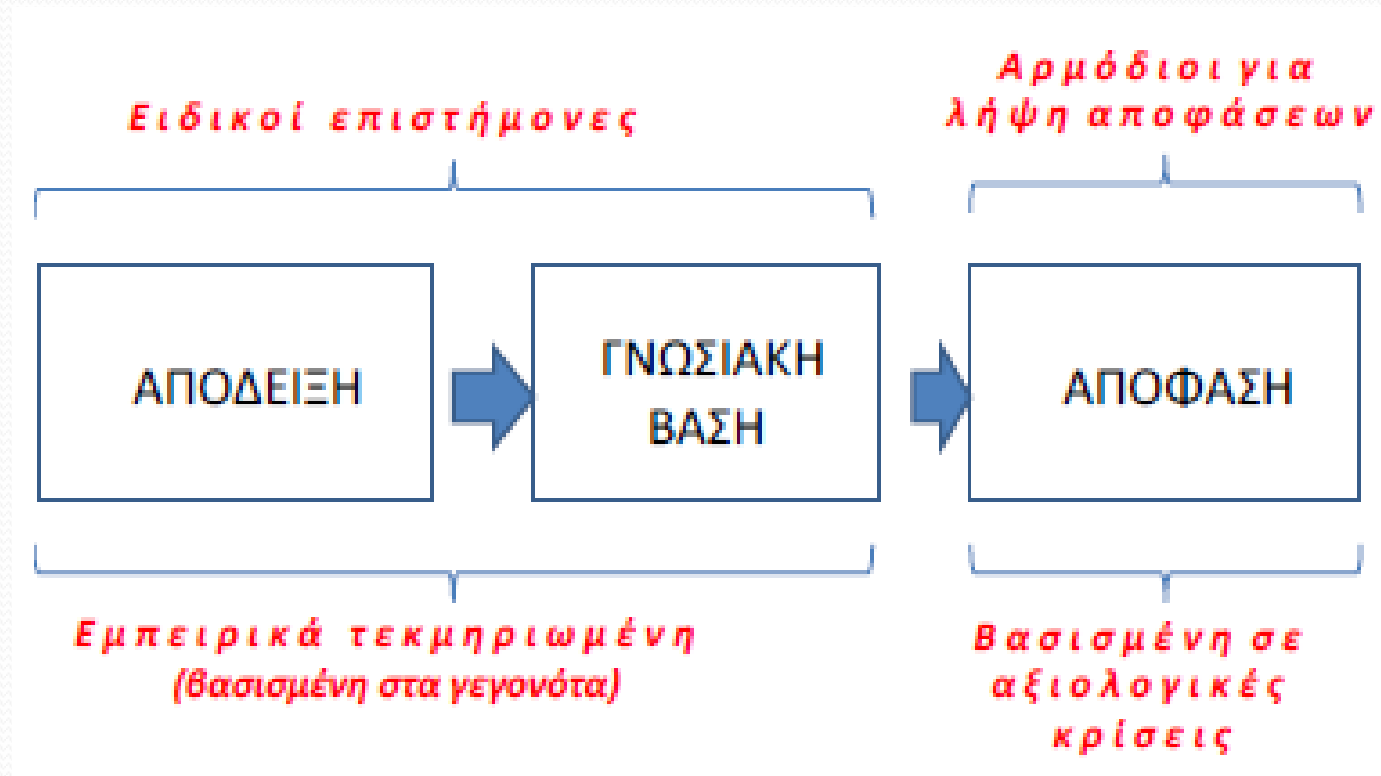 Ειδικοί επιστήμονες
Αρμόδιοι για
λήψη αποφάσεων
ΑΠΟΔΕΙΞΗ
ΓΝΩΣΙΑΚΗ
ΒΑΣΗ
ΑΠΟΦΑΣΗ
Εμπειρικά τεκμηριωμένη
(βασισμένη στα γεγονότα)
Βασισμένη σε
αξιολογικές
κρίσεις